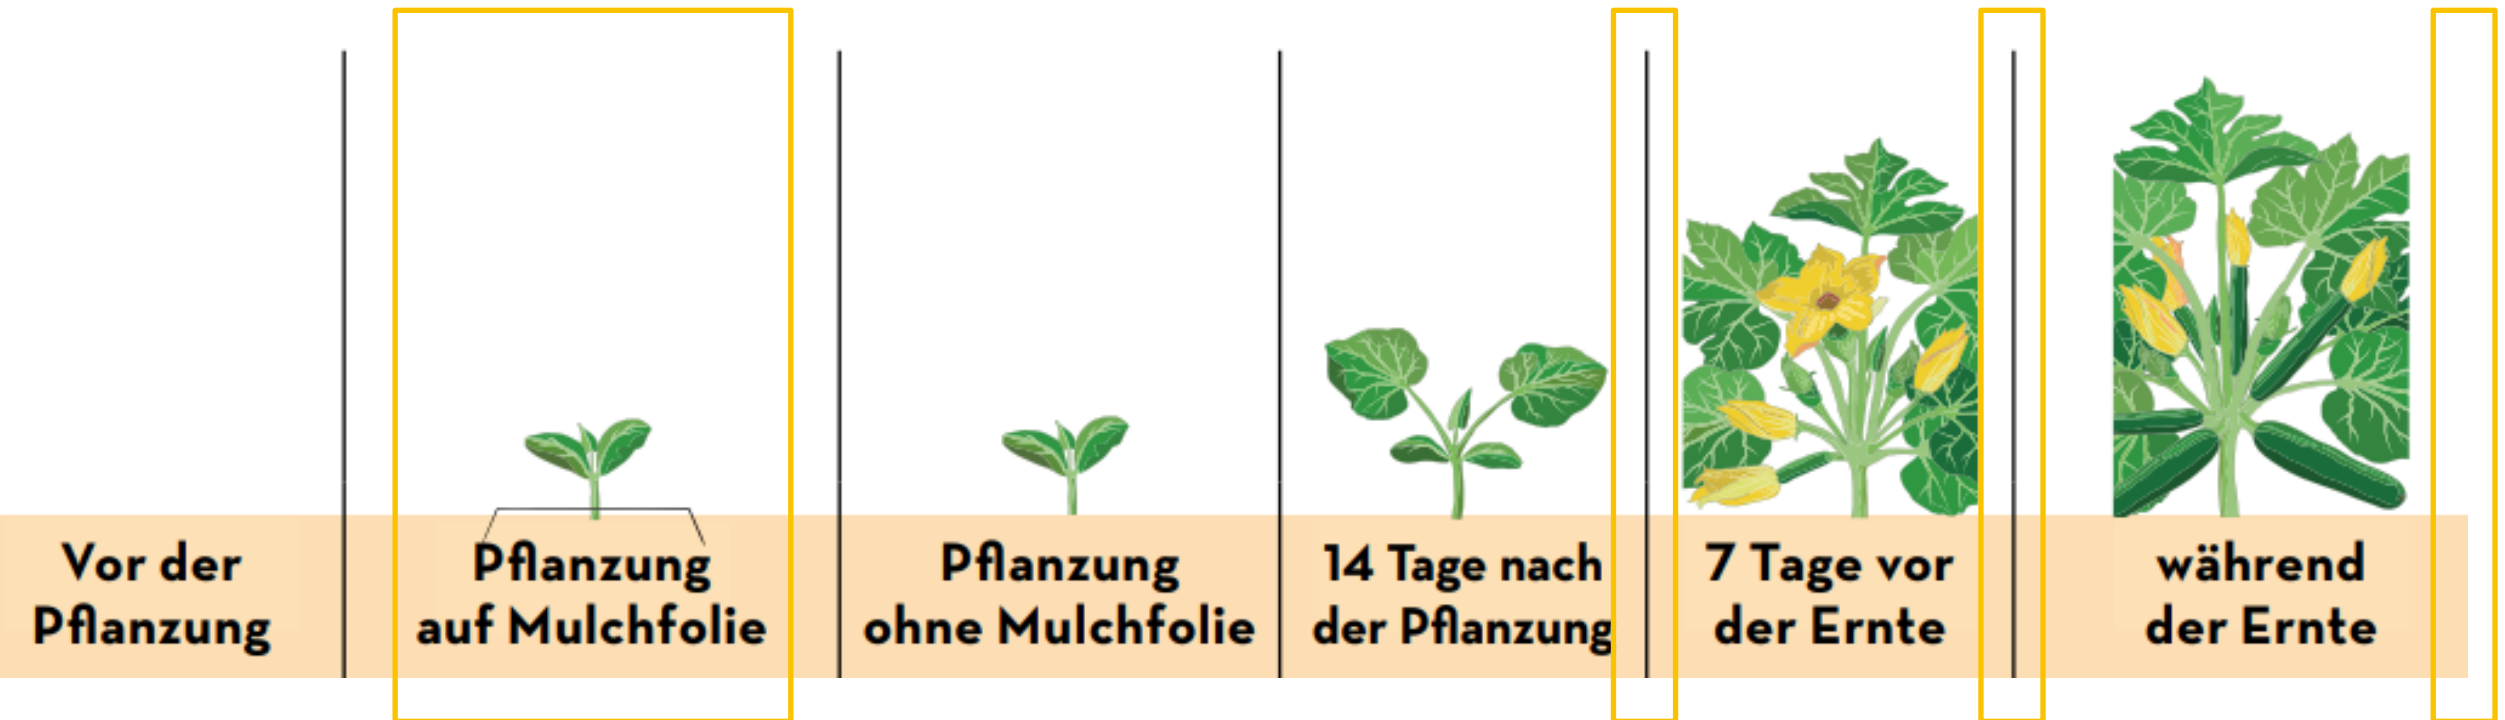 Vor der
Pflanzung
Pflanzung
auf Mulchfolie
Pflanzung
ohne Mulchfolie
14 Tage nach
der Pflanzung
7 Tage vor
der Ernte
während
der Ernte